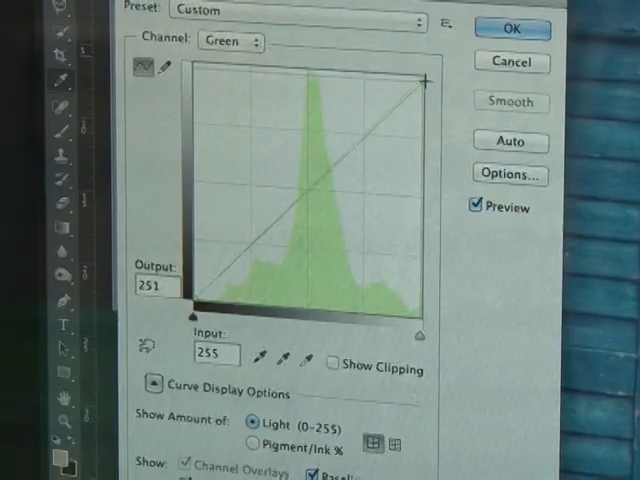 Preset: Custom
OK
Channel: Green
Cancel
Smooth
Auto
Options...
Preview
Output:
251
Input:
255
Show Clipping
Curve Display Options
Show Amount of: Light (0-255)
Pigment/Ink %
Show: Channel Overlays